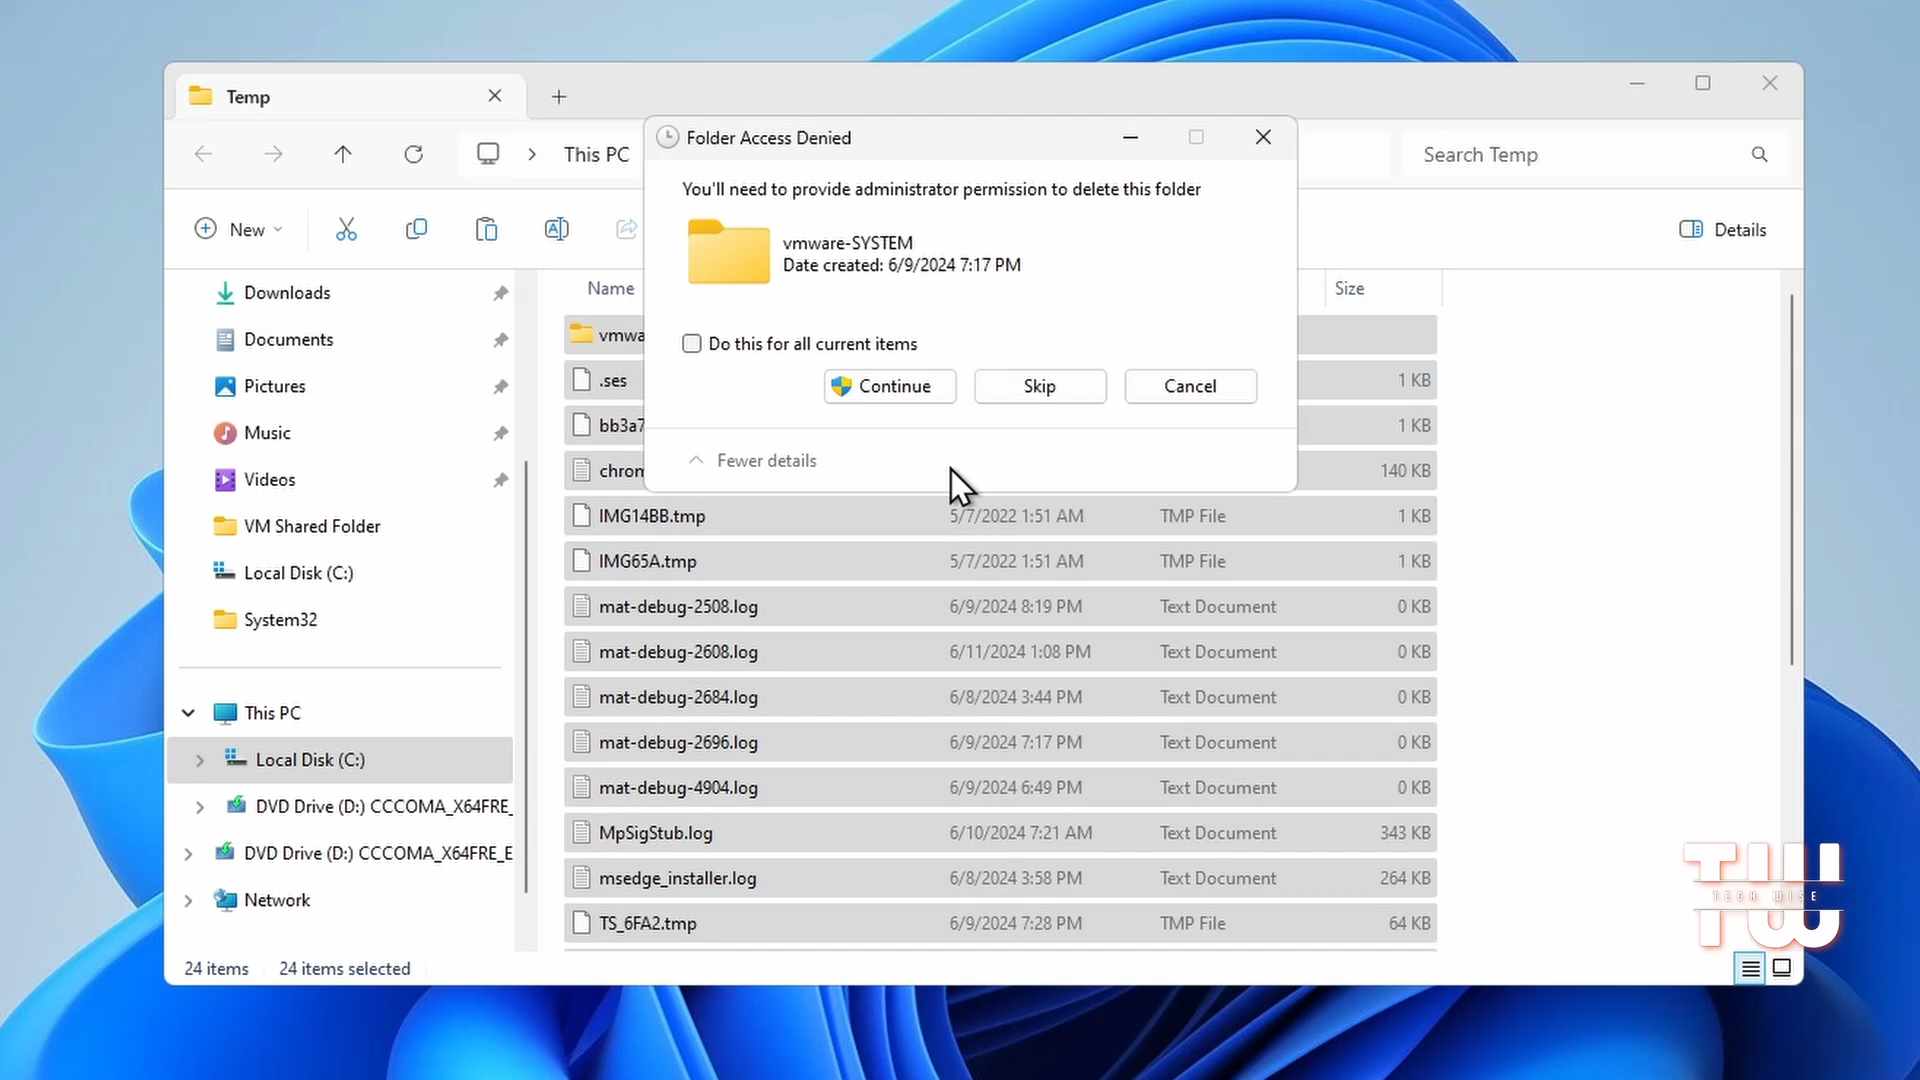 Temp
This PC
Search Temp
New
Details
Folder Access Denied
You'll need to provide administrator permission to delete this folder
vmware-SYSTEM
Date created: 6/9/2024 7:17 PM
Do this for all current items
Continue Skip Cancel
Fewer details
Downloads
Documents
Pictures
Music
Videos
VM Shared Folder
Local Disk (C:)
System32
This PC
Local Disk (C:)
DVD Drive (D:) CCCOMA_X64FRE_
DVD Drive (D:) CCCOMA_X64FRE_E
Network
Name Size
vmwa
.ses 1 KB
bb3a7 1 KB
chrom 140 KB
IMG14BB.tmp 5/7/2022 1:51 AM TMP File 1 KB
IMG65A.tmp 5/7/2022 1:51 AM TMP File 1 KB
mat-debug-2508.log 6/9/2024 8:19 PM Text Document 0 KB
mat-debug-2608.log 6/11/2024 1:08 PM Text Document 0 KB
mat-debug-2684.log 6/8/2024 3:44 PM Text Document 0 KB
mat-debug-2696.log 6/9/2024 7:17 PM Text Document 0 KB
mat-debug-4904.log 6/9/2024 6:49 PM Text Document 0 KB
MpSigStub.log 6/10/2024 7:21 AM Text Document 343 KB
msedge_installer.log 6/8/2024 3:58 PM Text Document 264 KB
TS_6FA2.tmp 6/9/2024 7:28 PM TMP File 64 KB
24 items 24 items selected
TW
TECH WISE
TW